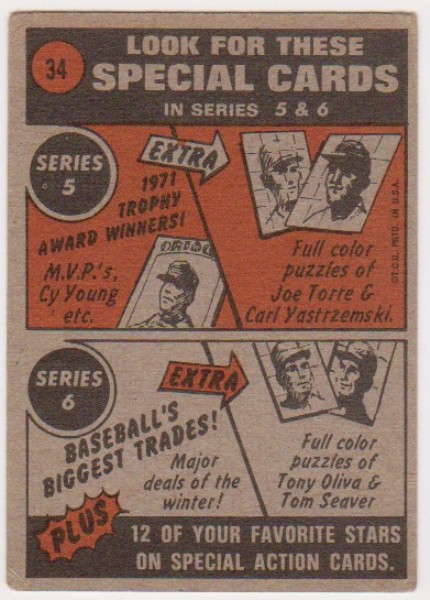 34
LOOK FOR THESE
SPECIAL CARDS
IN SERIES 5 & 6
SERIES
5
EXTRA
1971
TROPHY
AWARD WINNERS!
M.V.P.'s,
Cy Young
etc.
Full color
puzzles of
Joe Torre &
Carl Yastrzemski.
©T.C.G. PRTD. IN U.S.A.
SERIES
6
EXTRA
BASEBALL'S
BIGGEST TRADES!
Major
deals of the
winter!
Full color
puzzles of
Tony Oliva &
Tom Seaver
PLUS
12 OF YOUR FAVORITE STARS
ON SPECIAL ACTION CARDS.